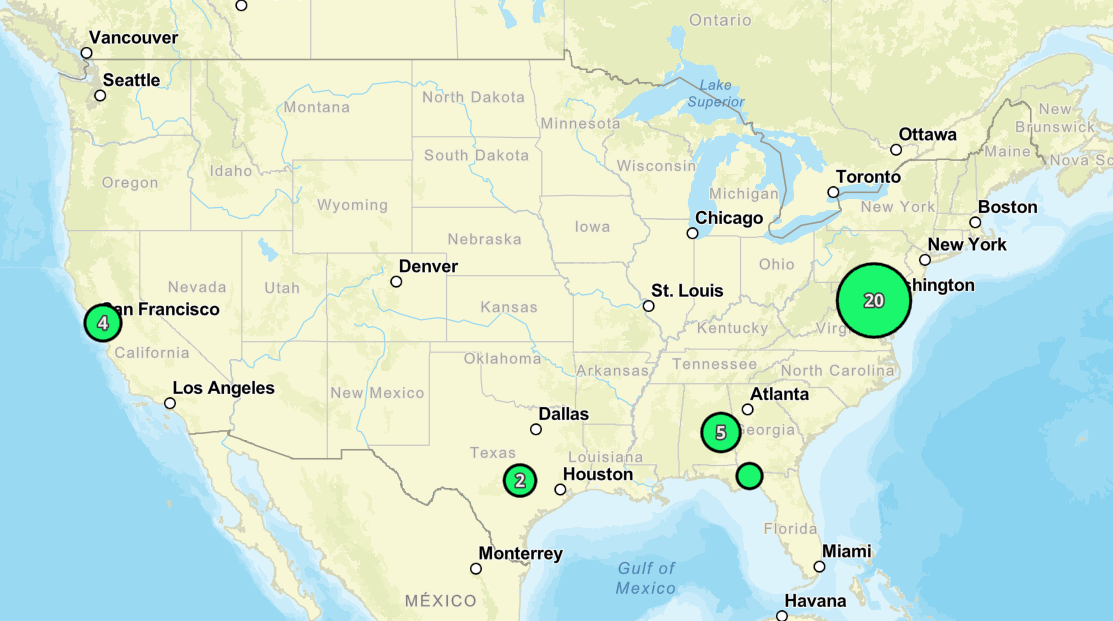 Ontario
Vancouver
Seattle
Lake
Superior
Montana
North Dakota
Minnesota
New
Brunswick
Ottawa
Maine
Nova Sc
South Dakota
Wisconsin
Idaho
Oregon
Toronto
Michigan
Wyoming
New York
Boston
Chicago
Iowa
Nebraska
New York
Denver
Ohio
Nevada
Utah
St. Louis
shington
20
Kansas
an Francisco
4
Kentucky
Virg
California
Oklahoma
Tennessee
Arkansas
North Carolina
Los Angeles
New Mexico
Atlanta
Dallas
5
eorgia
Texas
Louisiana
2
Houston
Florida
Monterrey
Miami
Gulf of
Mexico
MÉXICO
Havana